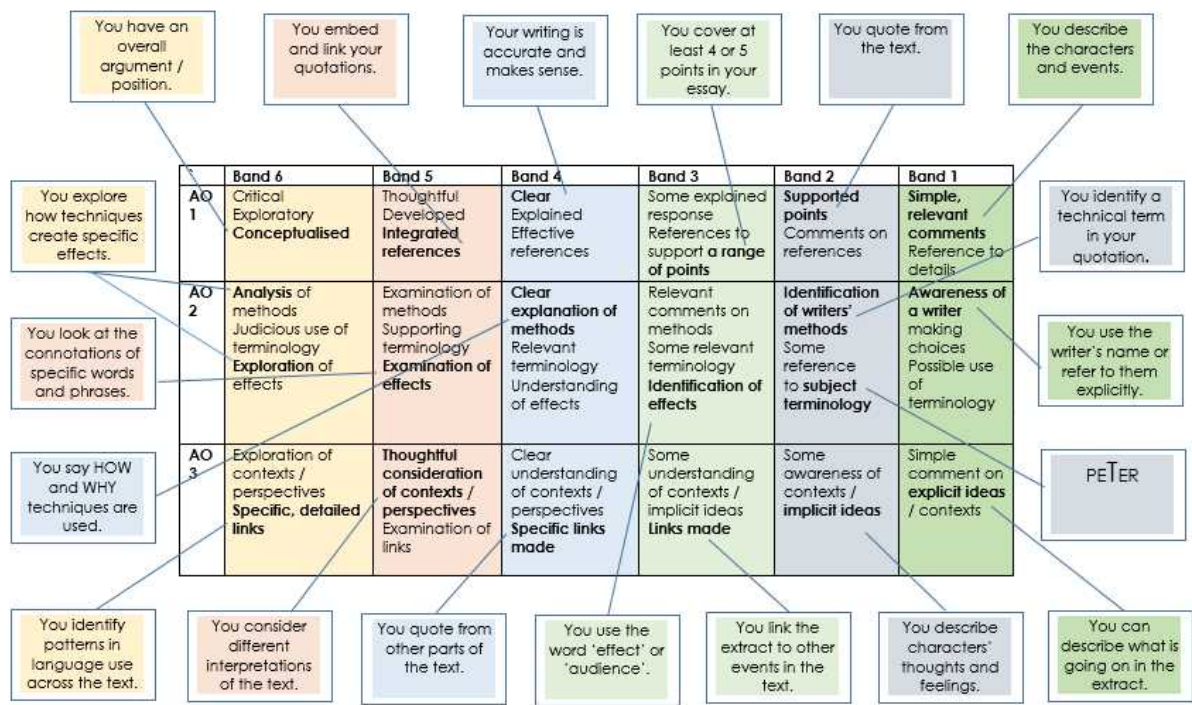 You have an
overall
argument /
position.
You embed
and link your
quotations.
Your writing is
accurate and
makes sense.
You cover at
least 4 or 5
points in your
essay.
You quote from
the text.
You describe
the characters
and events.
You explore
how techniques
create specific
effects.
You look at the
connotations of
specific words
and phrases.
You say HOW
and WHY
techniques are
used.
Band 6
Band 5
Band 4
Band 3
Band 2
Band 1
AO
1
Critical
Exploratory
Conceptualised
Thoughtful
Developed
Integrated
references
Clear
Explained
Effective
references
Some explained
response
References to
support a range
of points
Supported
points
Comments on
references
Simple,
relevant
comments
Reference to
details
AO
2
Analysis of
methods
Judicious use of
terminology
Exploration of
effects
Examination of
methods
Supporting
terminology
Examination of
effects
Clear
explanation of
methods
Relevant
terminology
Understanding
of effects
Relevant
comments on
methods
Some relevant
terminology
Identification of
effects
Identification
of writers'
methods
Some
reference
to subject
terminology
Awareness of
a writer
making
choices
Possible use
of
terminology
AO
3
Exploration of
contexts /
perspectives
Specific, detailed
links
Thoughtful
consideration
of contexts /
perspectives
Examination of
links
Clear
understanding
of contexts /
perspectives
Specific links
made
Some
understanding
of contexts /
implicit ideas
Links made
Some
awareness of
contexts /
implicit ideas
Simple
comment on
explicit ideas
/ contexts
You identify a
technical term
in your
quotation.
You use the
writer's name or
refer to them
explicitly.
PETER
You identify
patterns in
language use
across the text.
You consider
different
interpretations
of the text.
You quote from
other parts of
the text.
You use the
word 'effect' or
'audience'.
You link the
extract to other
events in the
text.
You describe
characters'
thoughts and
feelings.
You can
describe what is
going on in the
extract.